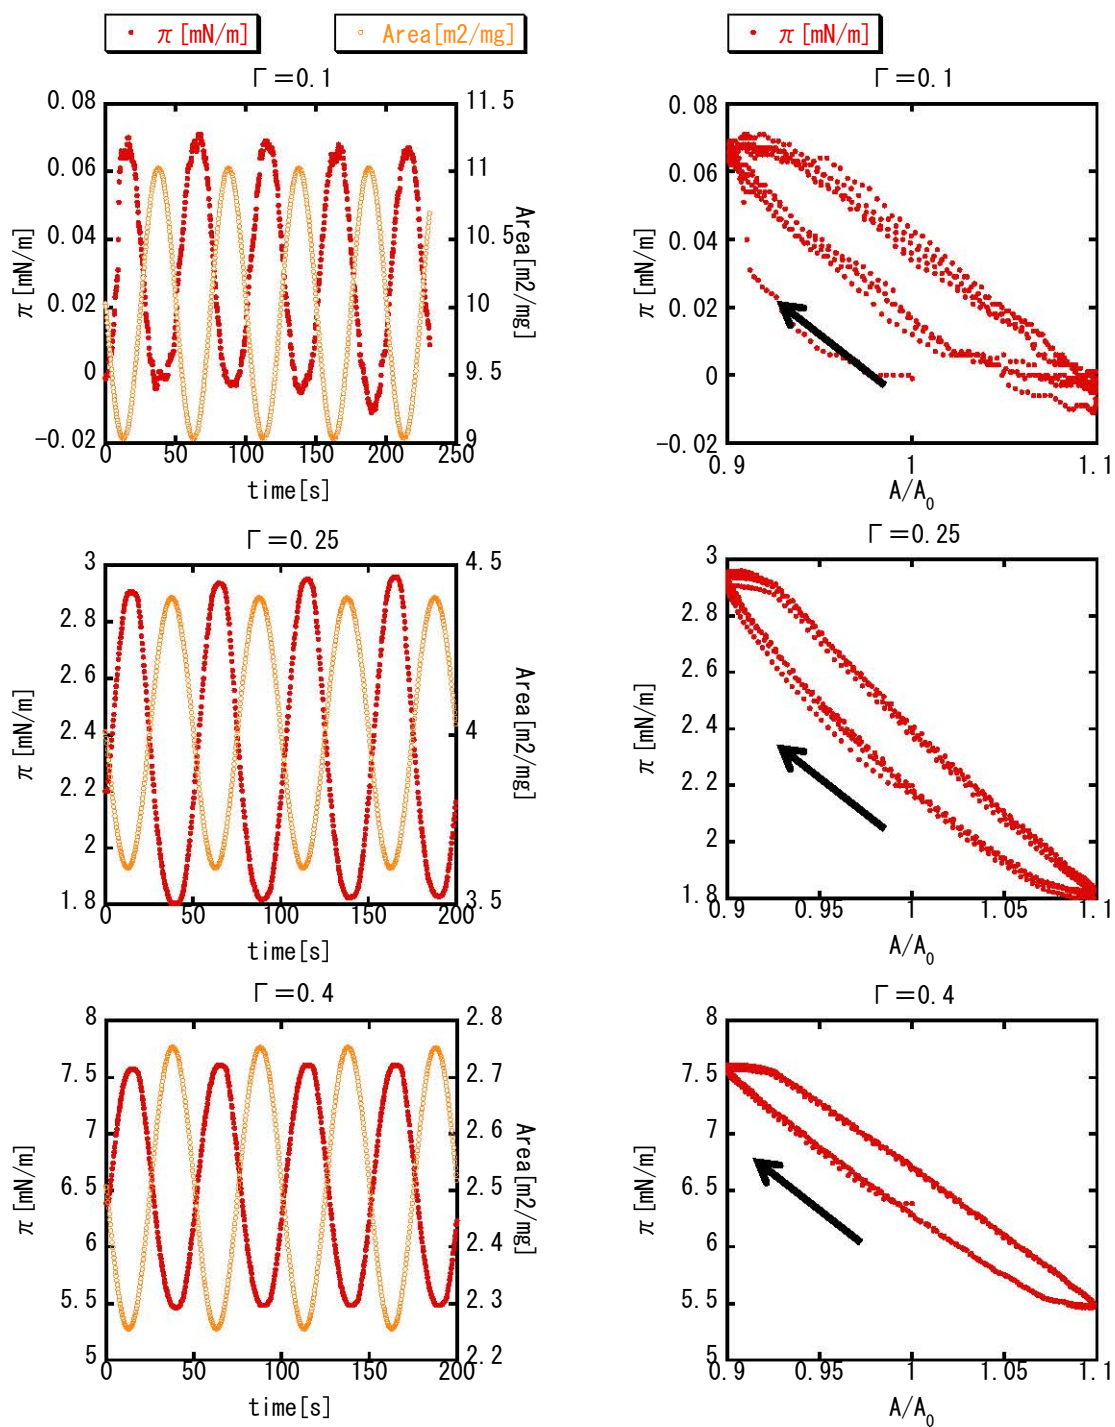 π [mN/m]
Area[m2/mg]
π [mN/m]
Γ=0.1
0.08
0.06
0.04
0.02
0
-0.02
π [mN/m]
11.5
11
10.5
10
9.5
9
Area[m2/mg]
0 50 100 150 200 250
time[s]
Γ=0.1
0.08
0.06
0.04
0.02
0
-0.02
π [mN/m]
0.9 1 1.1
A/A0
Γ=0.25
3
2.8
2.6
2.4
2.2
2
1.8
π [mN/m]
4.5
4
3.5
Area[m2/mg]
0 50 100 150 200
time[s]
Γ=0.25
3
2.8
2.6
2.4
2.2
2
1.8
π [mN/m]
0.9 0.95 1 1.05 1.1
A/A0
Γ=0.4
8
7.5
7
6.5
6
5.5
5
π [mN/m]
2.8
2.7
2.6
2.5
2.4
2.3
2.2
Area[m2/mg]
0 50 100 150 200
time[s]
Γ=0.4
8
7.5
7
6.5
6
5.5
5
π [mN/m]
0.9 0.95 1 1.05 1.1
A/A0